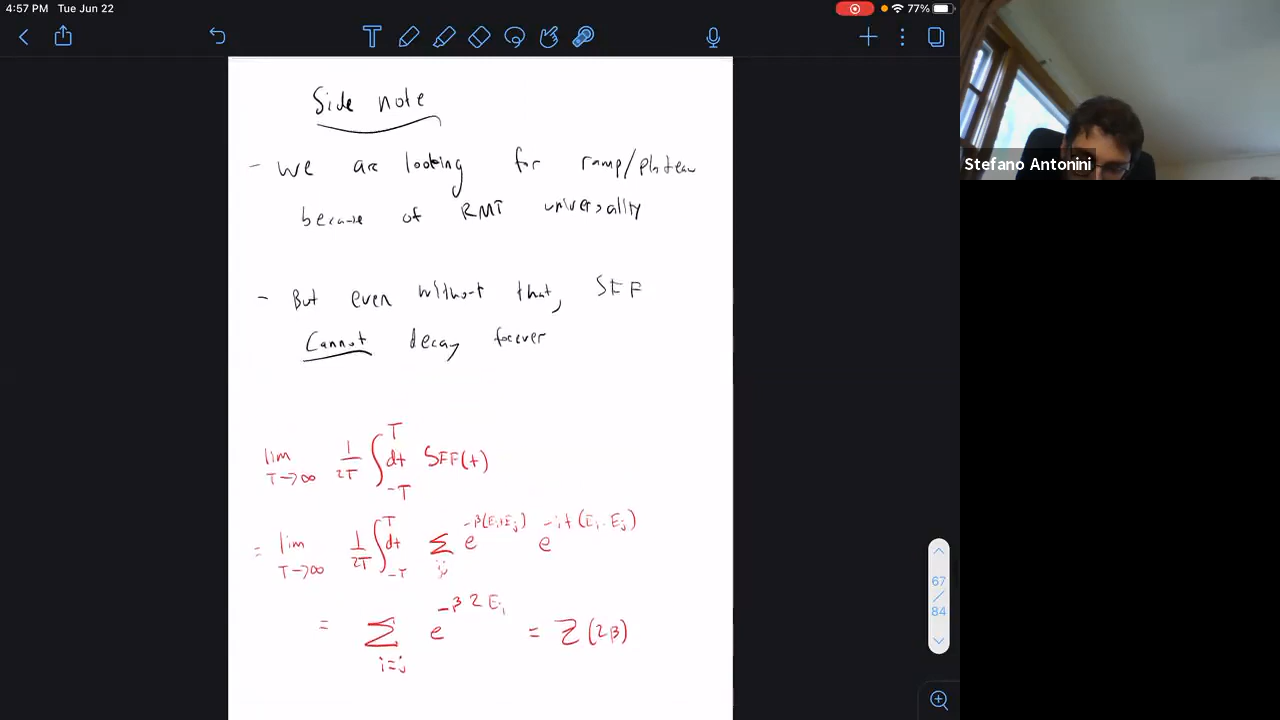 4:57 PM Tue Jun 22
77%
Side note
- We are looking for ramp/plateau
because of RMT universality
- But even without that, SFF
Cannot decay forever
lim T→∞ 1/2T ∫_{-T}^{T} dt SFF(t)
= lim T→∞ 1/2T ∫_{-T}^{T} dt Σ_{ij} e^{-β(E_i+E_j)} e^{-it(E_i-E_j)}
= Σ_{i=j} e^{-β2E_i} = Z(2β)
Stefano Antonini
67
/
84